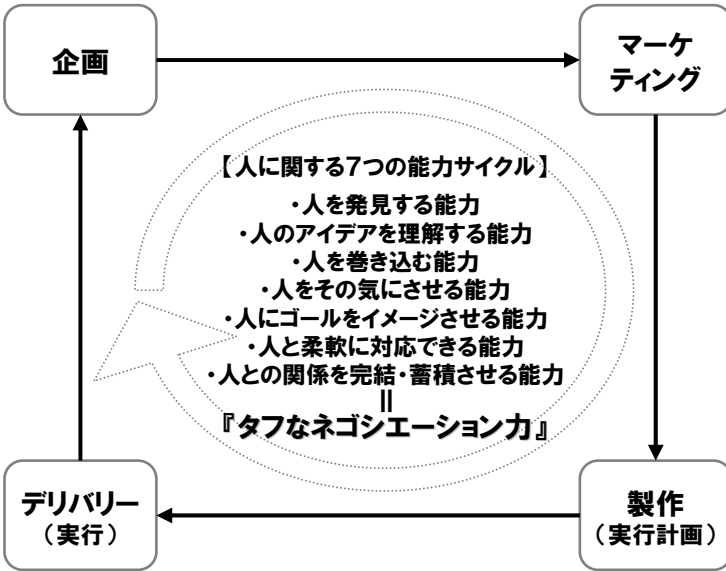 企画
マーケ
ティング
【人に関する7つの能力サイクル】
・人を発見する能力
・人のアイデアを理解する能力
・人を巻き込む能力
・人をその気にさせる能力
・人にゴールをイメージさせる能力
・人と柔軟に対応できる能力
・人との関係を完結・蓄積させる能力
＝
『タフなネゴシエーション力』
デリバリー
（実行）
製作
（実行計画）